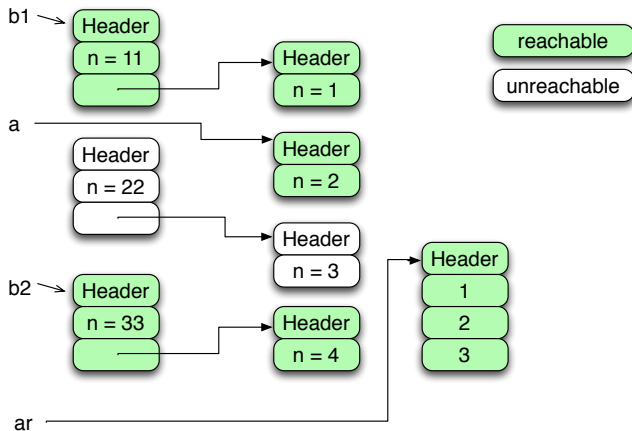 b1
Header
n = 11
Header
n = 1
reachable
unreachable
a
Header
n = 2
Header
n = 22
Header
n = 3
b2
Header
n = 33
Header
n = 4
Header
1
2
3
ar